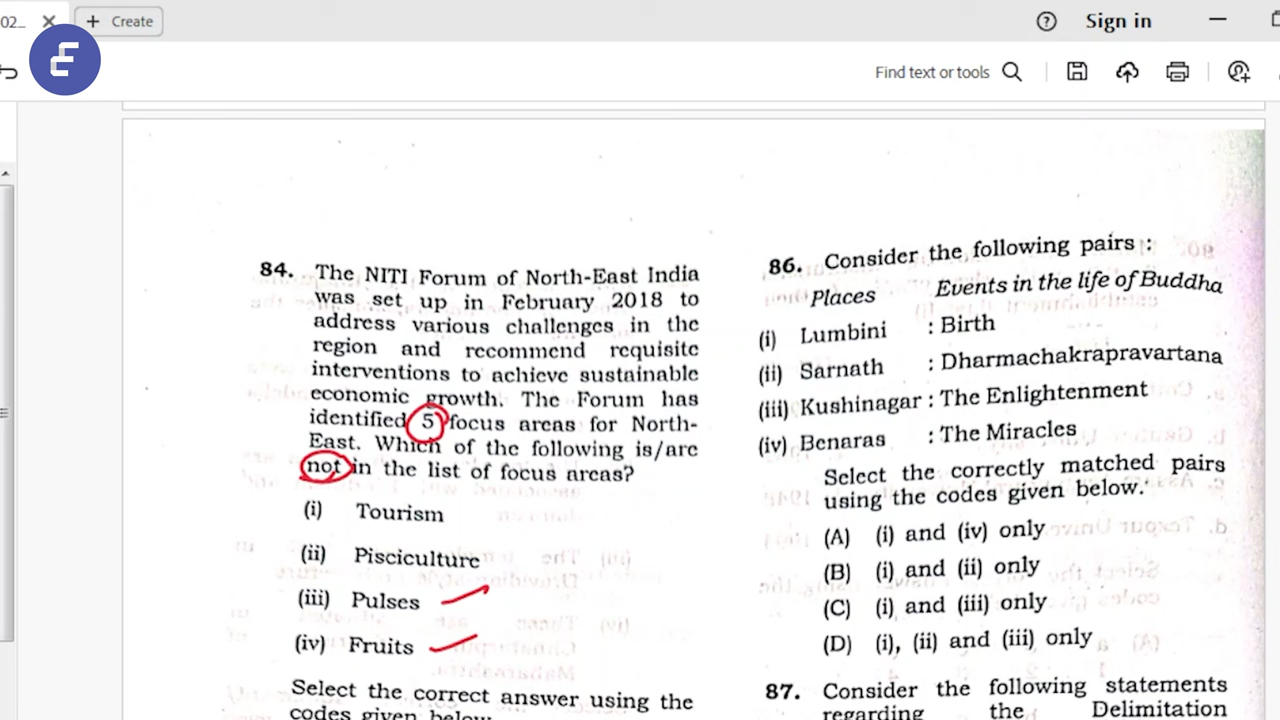 02...
Create
Sign in
Find text or tools
84. The NITI Forum of North-East India
was set up in February 2018 to
address various challenges in the
region and recommend requisite
interventions to achieve sustainable
economic growth. The Forum has
identified 5 focus areas for North-
East. Which of the following is/are
not in the list of focus areas?
(i) Tourism
(ii) Pisciculture
(iii) Pulses
(iv) Fruits
Select the correct answer using the
codes given below.
86. Consider the following pairs :
Places Events in the life of Buddha
(i) Lumbini : Birth
(ii) Sarnath : Dharmachakrapravartana
(iii) Kushinagar : The Enlightenment
(iv) Benaras : The Miracles
Select the correctly matched pairs
using the codes given below.
(A) (i) and (iv) only
(B) (i) and (ii) only
(C) (i) and (iii) only
(D) (i), (ii) and (iii) only
87. Consider the following statements
regarding the Delimitation